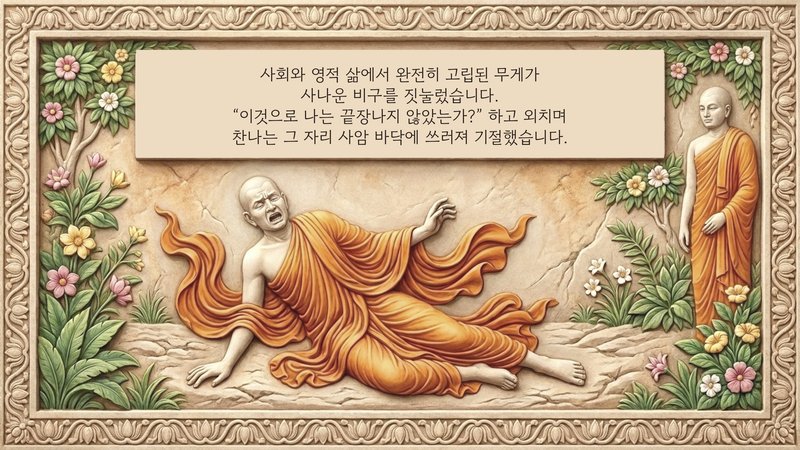 사회와 영적 삶에서 완전히 고립된 무게가
사나운 비구를 짓눌렀습니다.
“이것으로 나는 끝장나지 않았는가?” 하고 외치며
찬나는 그 자리 사암 바닥에 쓰러져 기절했습니다.